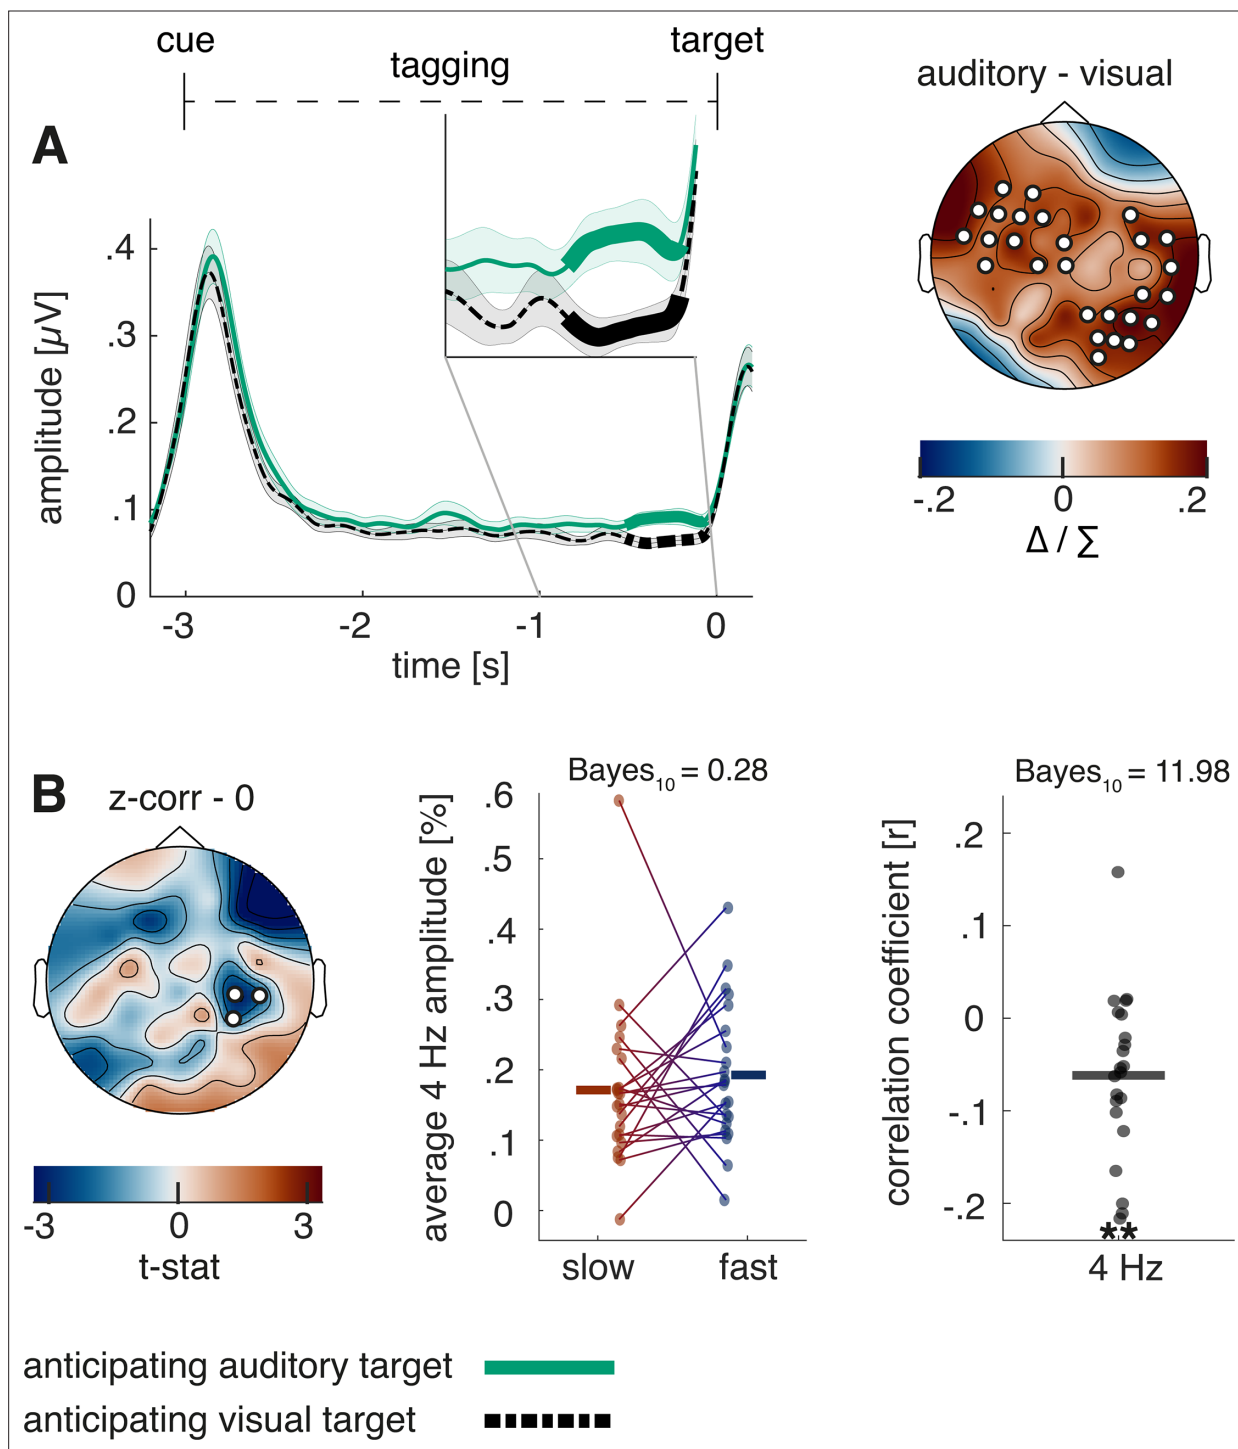 cue
target
tagging
auditory - visual
A
.4
.3
.2
.1
0
amplitude [µV]
-3
-2
-1
0
time [s]
-.2
0
.2
Δ / ∑
B
z-corr - 0
-3
0
3
t-stat
Bayes₁₀ = 0.28
average 4 Hz amplitude [%]
.6
.5
.4
.3
.2
.1
0
slow
fast
Bayes₁₀ = 11.98
correlation coefficient [r]
.2
.1
0
-.1
-.2
**
4 Hz
anticipating auditory target
anticipating visual target